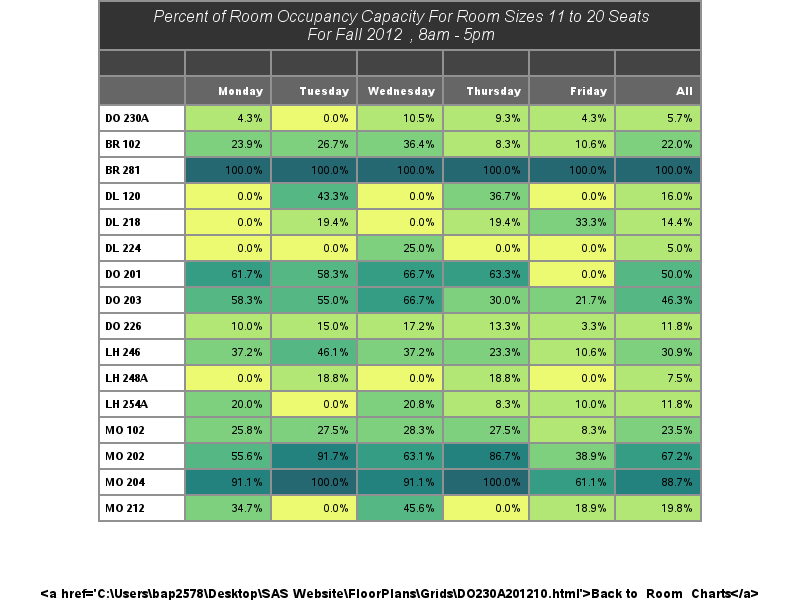 Percent of Room Occupancy Capacity For Room Sizes 11 to 20 Seats
For Fall 2012 , 8am - 5pm
Monday Tuesday Wednesday Thursday Friday All
DO 230A 4.3% 0.0% 10.5% 9.3% 4.3% 5.7%
BR 102 23.9% 26.7% 36.4% 8.3% 10.6% 22.0%
BR 281 100.0% 100.0% 100.0% 100.0% 100.0% 100.0%
DL 120 0.0% 43.3% 0.0% 36.7% 0.0% 16.0%
DL 218 0.0% 19.4% 0.0% 19.4% 33.3% 14.4%
DL 224 0.0% 0.0% 25.0% 0.0% 0.0% 5.0%
DO 201 61.7% 58.3% 66.7% 63.3% 0.0% 50.0%
DO 203 58.3% 55.0% 66.7% 30.0% 21.7% 46.3%
DO 226 10.0% 15.0% 17.2% 13.3% 3.3% 11.8%
LH 246 37.2% 46.1% 37.2% 23.3% 10.6% 30.9%
LH 248A 0.0% 18.8% 0.0% 18.8% 0.0% 7.5%
LH 254A 20.0% 0.0% 20.8% 8.3% 10.0% 11.8%
MO 102 25.8% 27.5% 28.3% 27.5% 8.3% 23.5%
MO 202 55.6% 91.7% 63.1% 86.7% 38.9% 67.2%
MO 204 91.1% 100.0% 91.1% 100.0% 61.1% 88.7%
MO 212 34.7% 0.0% 45.6% 0.0% 18.9% 19.8%
<a href='C:\Users\bap2578\Desktop\SAS Website\FloorPlans\Grids\DO230A201210.html'>Back to Room Charts</a>